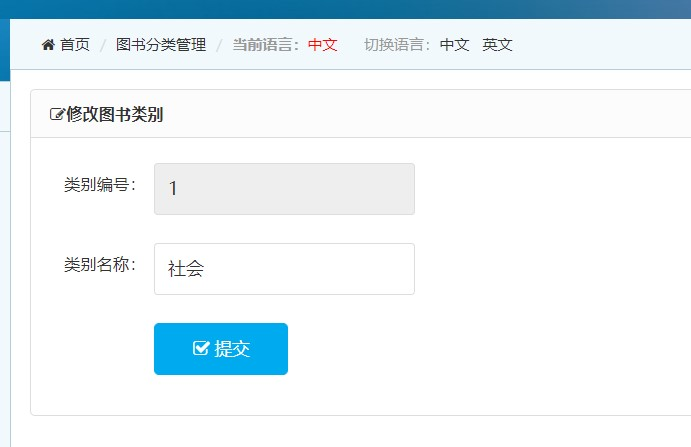 首页 / 图书分类管理 / 当前语言：中文 切换语言：中文 英文
修改图书类别
类别编号： 1
类别名称： 社会
提交